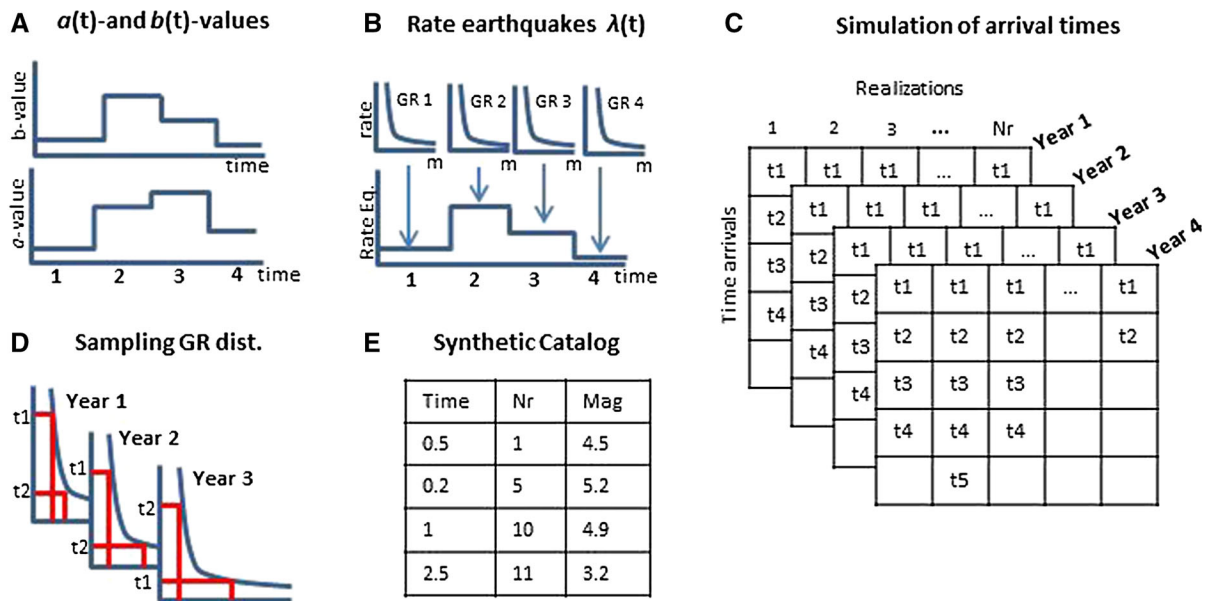 A a(t)-and b(t)-values
b-value
time
a-value
1 2 3 4 time
B Rate earthquakes λ(t)
rate
GR 1 GR 2 GR 3 GR 4
m m m m
Rate Eq.
1 2 3 4 time
C Simulation of arrival times
Realizations
1 2 3 ... Nr
Year 1
Year 2
Year 3
Year 4
Time arrivals
t1 t1 t1 ... t1
t2
t3
t4
t1 t1 t1 ... t1
t2
t3
t4
t1 t1 t1 ... t1
t2
t3
t4
t1 t1 t1 ... t1
t2 t2 t2 t2
t3 t3 t3
t4 t4 t4
t5
D Sampling GR dist.
Year 1
t1
t2
Year 2
t1
t2
Year 3
t2
t1
E Synthetic Catalog
Time Nr Mag
0.5 1 4.5
0.2 5 5.2
1 10 4.9
2.5 11 3.2